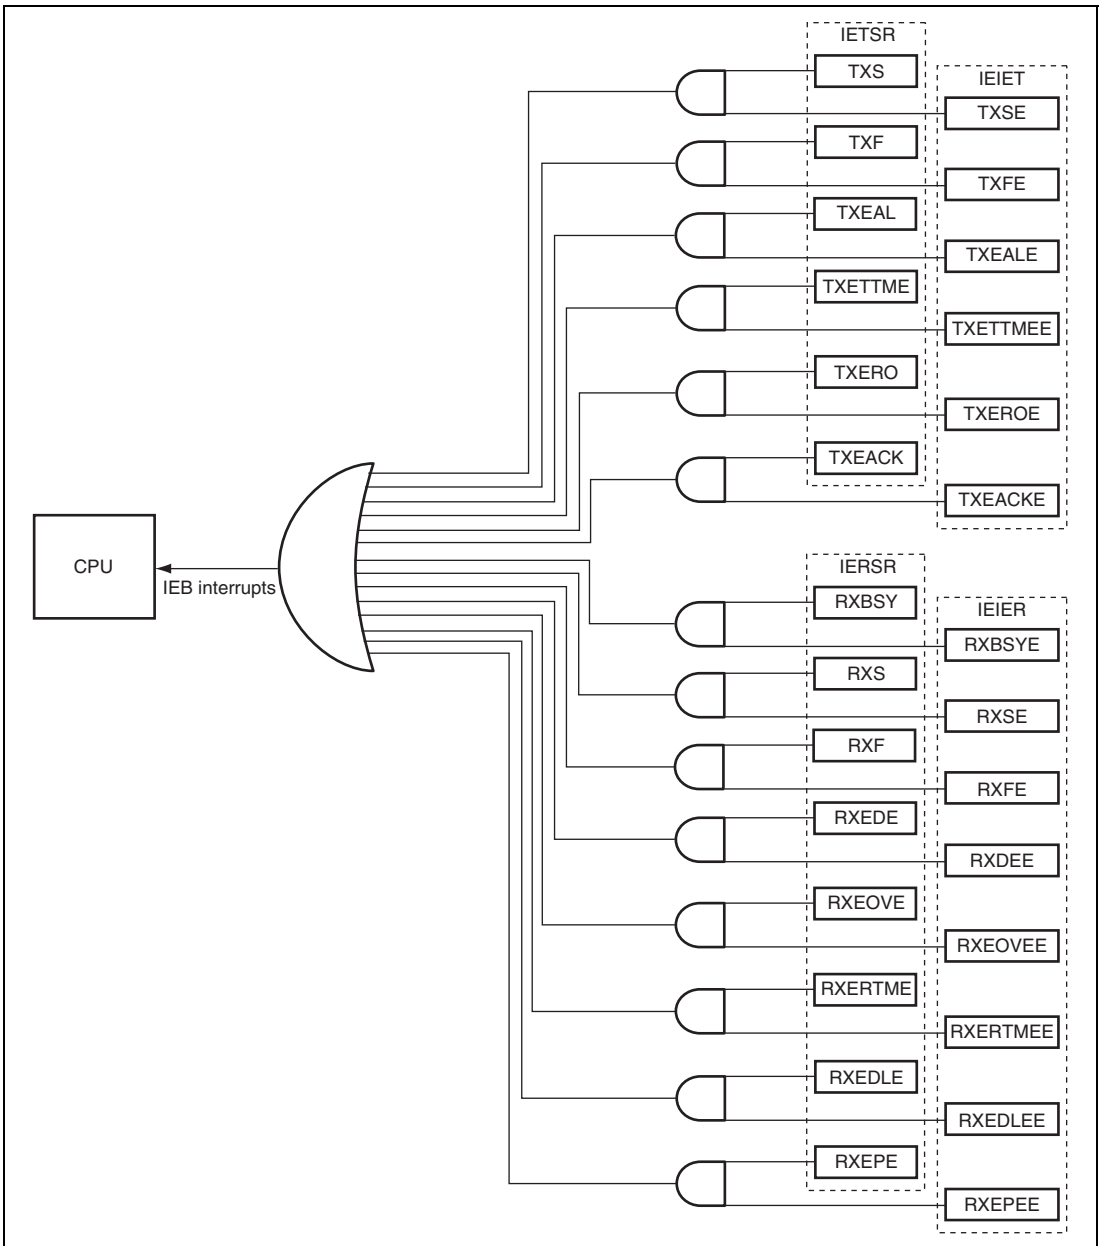 IETSR
TXS
IEIET
TXSE
TXF
TXFE
TXEAL
TXEALE
TXETTME
TXETTMEE
TXERO
TXEROE
TXEACK
TXEACKE
CPU
IEB interrupts
IERSR
RXBSY
IEIER
RXBSYE
RXS
RXSE
RXF
RXFE
RXEDE
RXDEE
RXEOVE
RXEOVEE
RXERTME
RXERTMEE
RXEDLE
RXEDLEE
RXEPE
RXEPEE